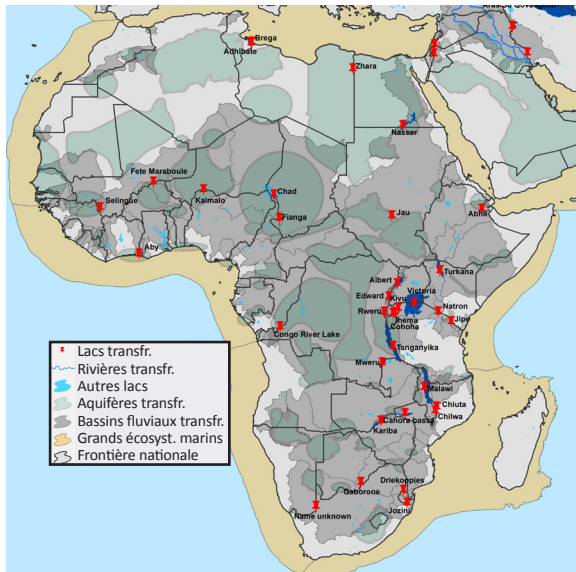 Brega
Adhibate
Zhara
Nasser
Fete Maraboule
Selingue
Kalmalo
Chad
Fianga
Jau
Abhe
Aby
Turkana
Albert
Victoria
Edward
Kivu
Natron
Rweru
Ihema
Jipe
Cohoha
Congo River Lake
Tanganyika
Mweru
Malawi
Chiuta
Chilwa
Cahora bassa
Kariba
Driekoppies
Gaborone
Jozini
Name unknown
Lacs transfr.
Rivières transfr.
Autres lacs
Aquifères transfr.
Bassins fluviaux transfr.
Grands écosyst. marins
Frontière nationale